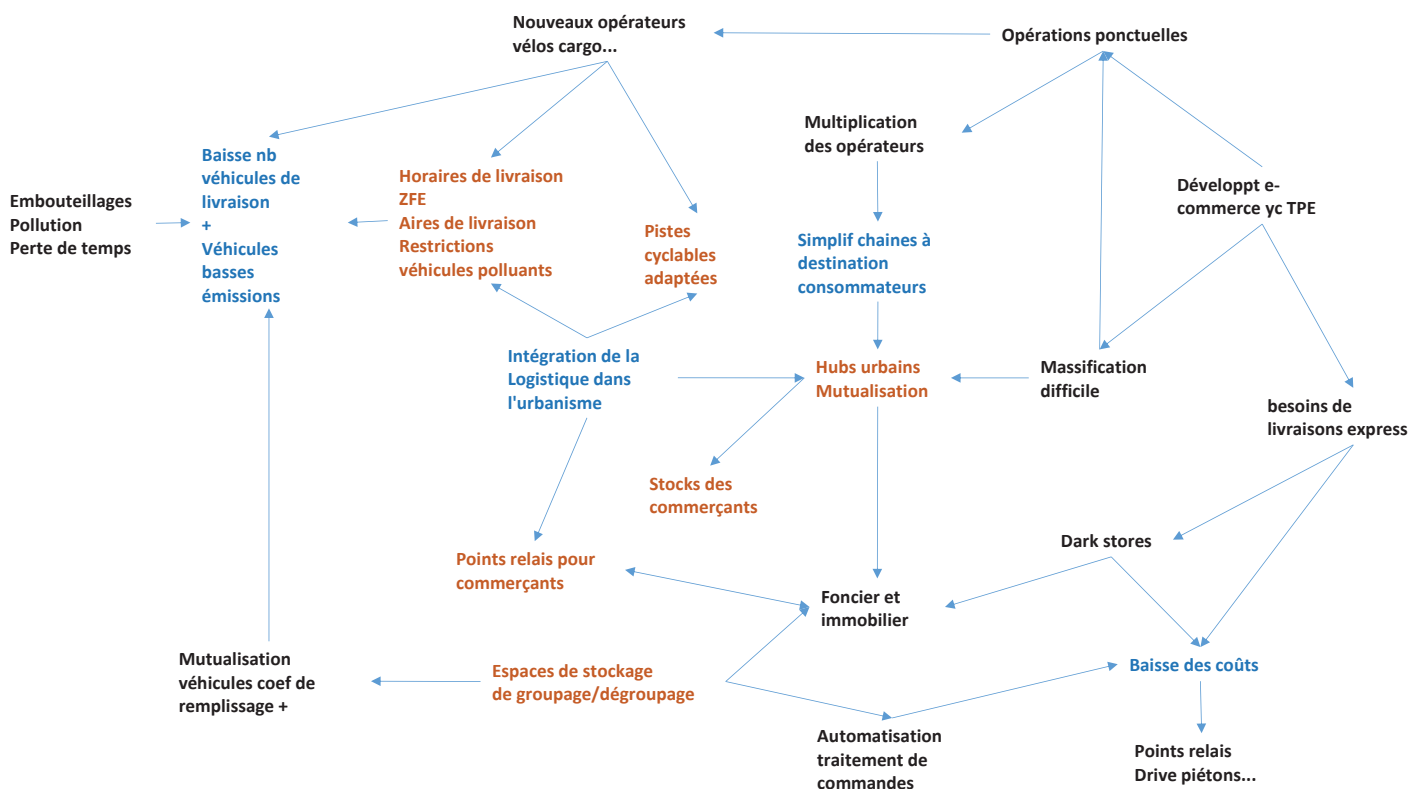 Nouveaux opérateurs
vélos cargo...
Opérations ponctuelles
Multiplication
des opérateurs
Baisse nb
véhicules de
livraison
+
Véhicules
basses
émissions
Horaires de livraison
ZFE
Aires de livraison
Restrictions
véhicules polluants
Embouteillages
Pollution
Perte de temps
Développt e-
commerce yc TPE
Pistes
cyclables
adaptées
Simplif chaines à
destination
consommateurs
Intégration de la
Logistique dans
l'urbanisme
Hubs urbains
Mutualisation
Massification
difficile
besoins de
livraisons express
Stocks des
commerçants
Dark stores
Points relais pour
commerçants
Foncier et
immobilier
Mutualisation
véhicules coef de
remplissage +
Espaces de stockage
de groupage/dégroupage
Baisse des coûts
Automatisation
traitement de
commandes
Points relais
Drive piétons...